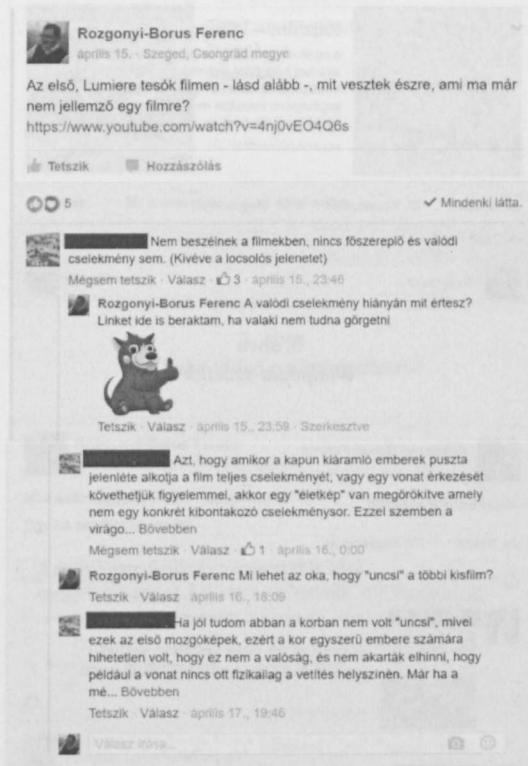 Rozgonyi-Borus Ferenc
április 15. · Szeged, Csongrád megye
Az első, Lumiere tesók filmen - lásd alább -, mit vesztek észre, ami ma már
nem jellemző egy filmre?
https://www.youtube.com/watch?v=4nj0vEO4Q6s
Tetszik Hozzászólás
5 Mindenki látta.
Nem beszélnek a filmekben, nincs főszereplő és valódi
cselekmény sem. (Kivéve a locsolós jelenetet)
Mégsem tetszik · Válasz · 3 · április 15., 23:46
Rozgonyi-Borus Ferenc A valódi cselekmény hiányán mit értesz?
Linket ide is beraktam, ha valaki nem tudna görgetni
Tetszik · Válasz · április 15., 23:59 · Szerkesztve
Azt, hogy amikor a kapun kiáramló emberek puszta
jelenléte alkotja a film teljes cselekményét, vagy egy vonat érkezését
követhetjük figyelemmel, akkor egy "életkép" van megörökítve amely
nem egy konkrét kibontakozó cselekménysor. Ezzel szemben a
virágo... Bővebben
Mégsem tetszik · Válasz · 1 · április 16., 0:00
Rozgonyi-Borus Ferenc Mi lehet az oka, hogy "uncsi" a többi kisfilm?
Tetszik · Válasz · április 16., 18:09
Ha jól tudom abban a korban nem volt "uncsi", mivel
ezek az első mozgóképek, ezért a kor egyszerű embere számára
hihetetlen volt, hogy ez nem a valóság, és nem akarták elhinni, hogy
például a vonat nincs ott fizikailag a vetítés helyszínén. Már ha a
mé... Bővebben
Tetszik · Válasz · április 17., 19:46
Válasz írása...